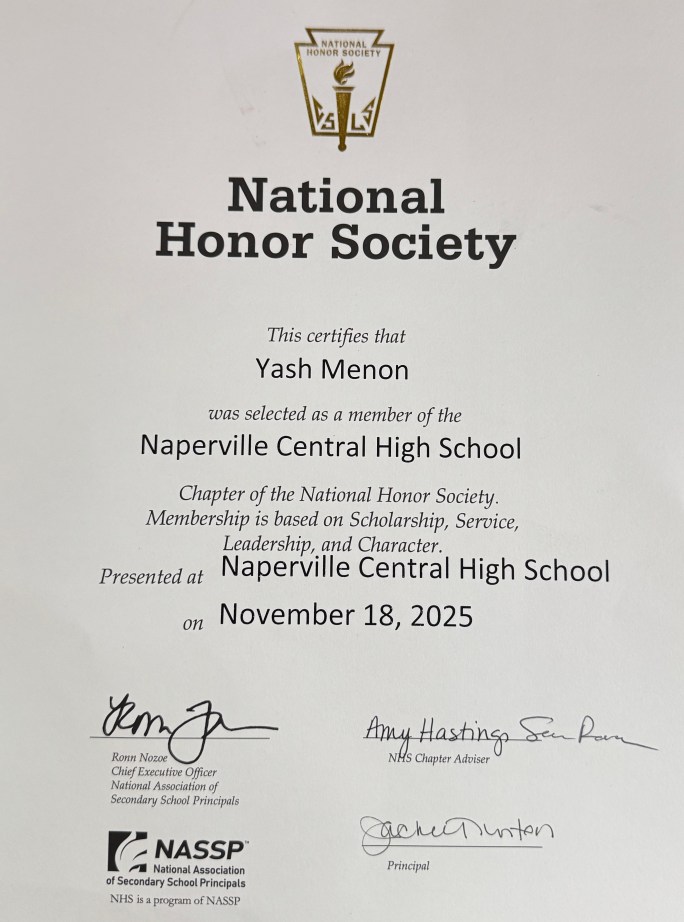 NATIONAL
HONOR SOCIETY
C S L S
National
Honor Society
This certifies that
Yash Menon
was selected as a member of the
Naperville Central High School
Chapter of the National Honor Society.
Membership is based on Scholarship, Service,
Leadership, and Character.
Presented at Naperville Central High School
on November 18, 2025
Amy Hastings
Ronn Nozoe
Chief Executive Officer
National Association of
Secondary School Principals
NHS Chapter Adviser
NASSP
National Association
of Secondary School Principals
NHS is a program of NASSP
Principal